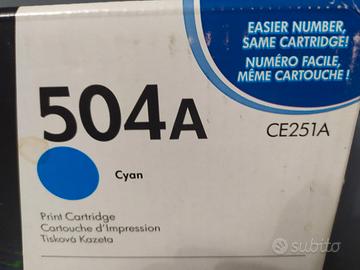 EASIER NUMBER,
SAME CARTRIDGE!
NUMÉRO FACILE,
MÊME CARTOUCHE !
504A
CE251A
Cyan
Print Cartridge
Cartouche d'Impression
Tisková Kazeta
subito